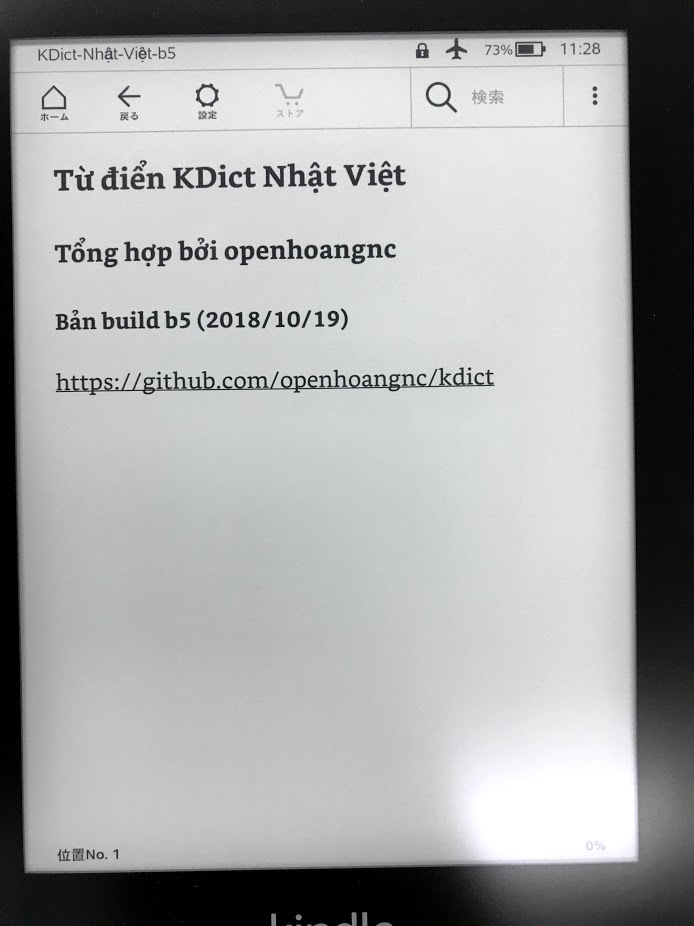 KDict-Nhật-Việt-b5 73% 11:28
ホーム 戻る 設定 ストア 検索
Từ điển KDict Nhật Việt
Tổng hợp bởi openhoangnc
Bản build b5 (2018/10/19)
https://github.com/openhoangnc/kdict
位置No. 1 0%
kindle